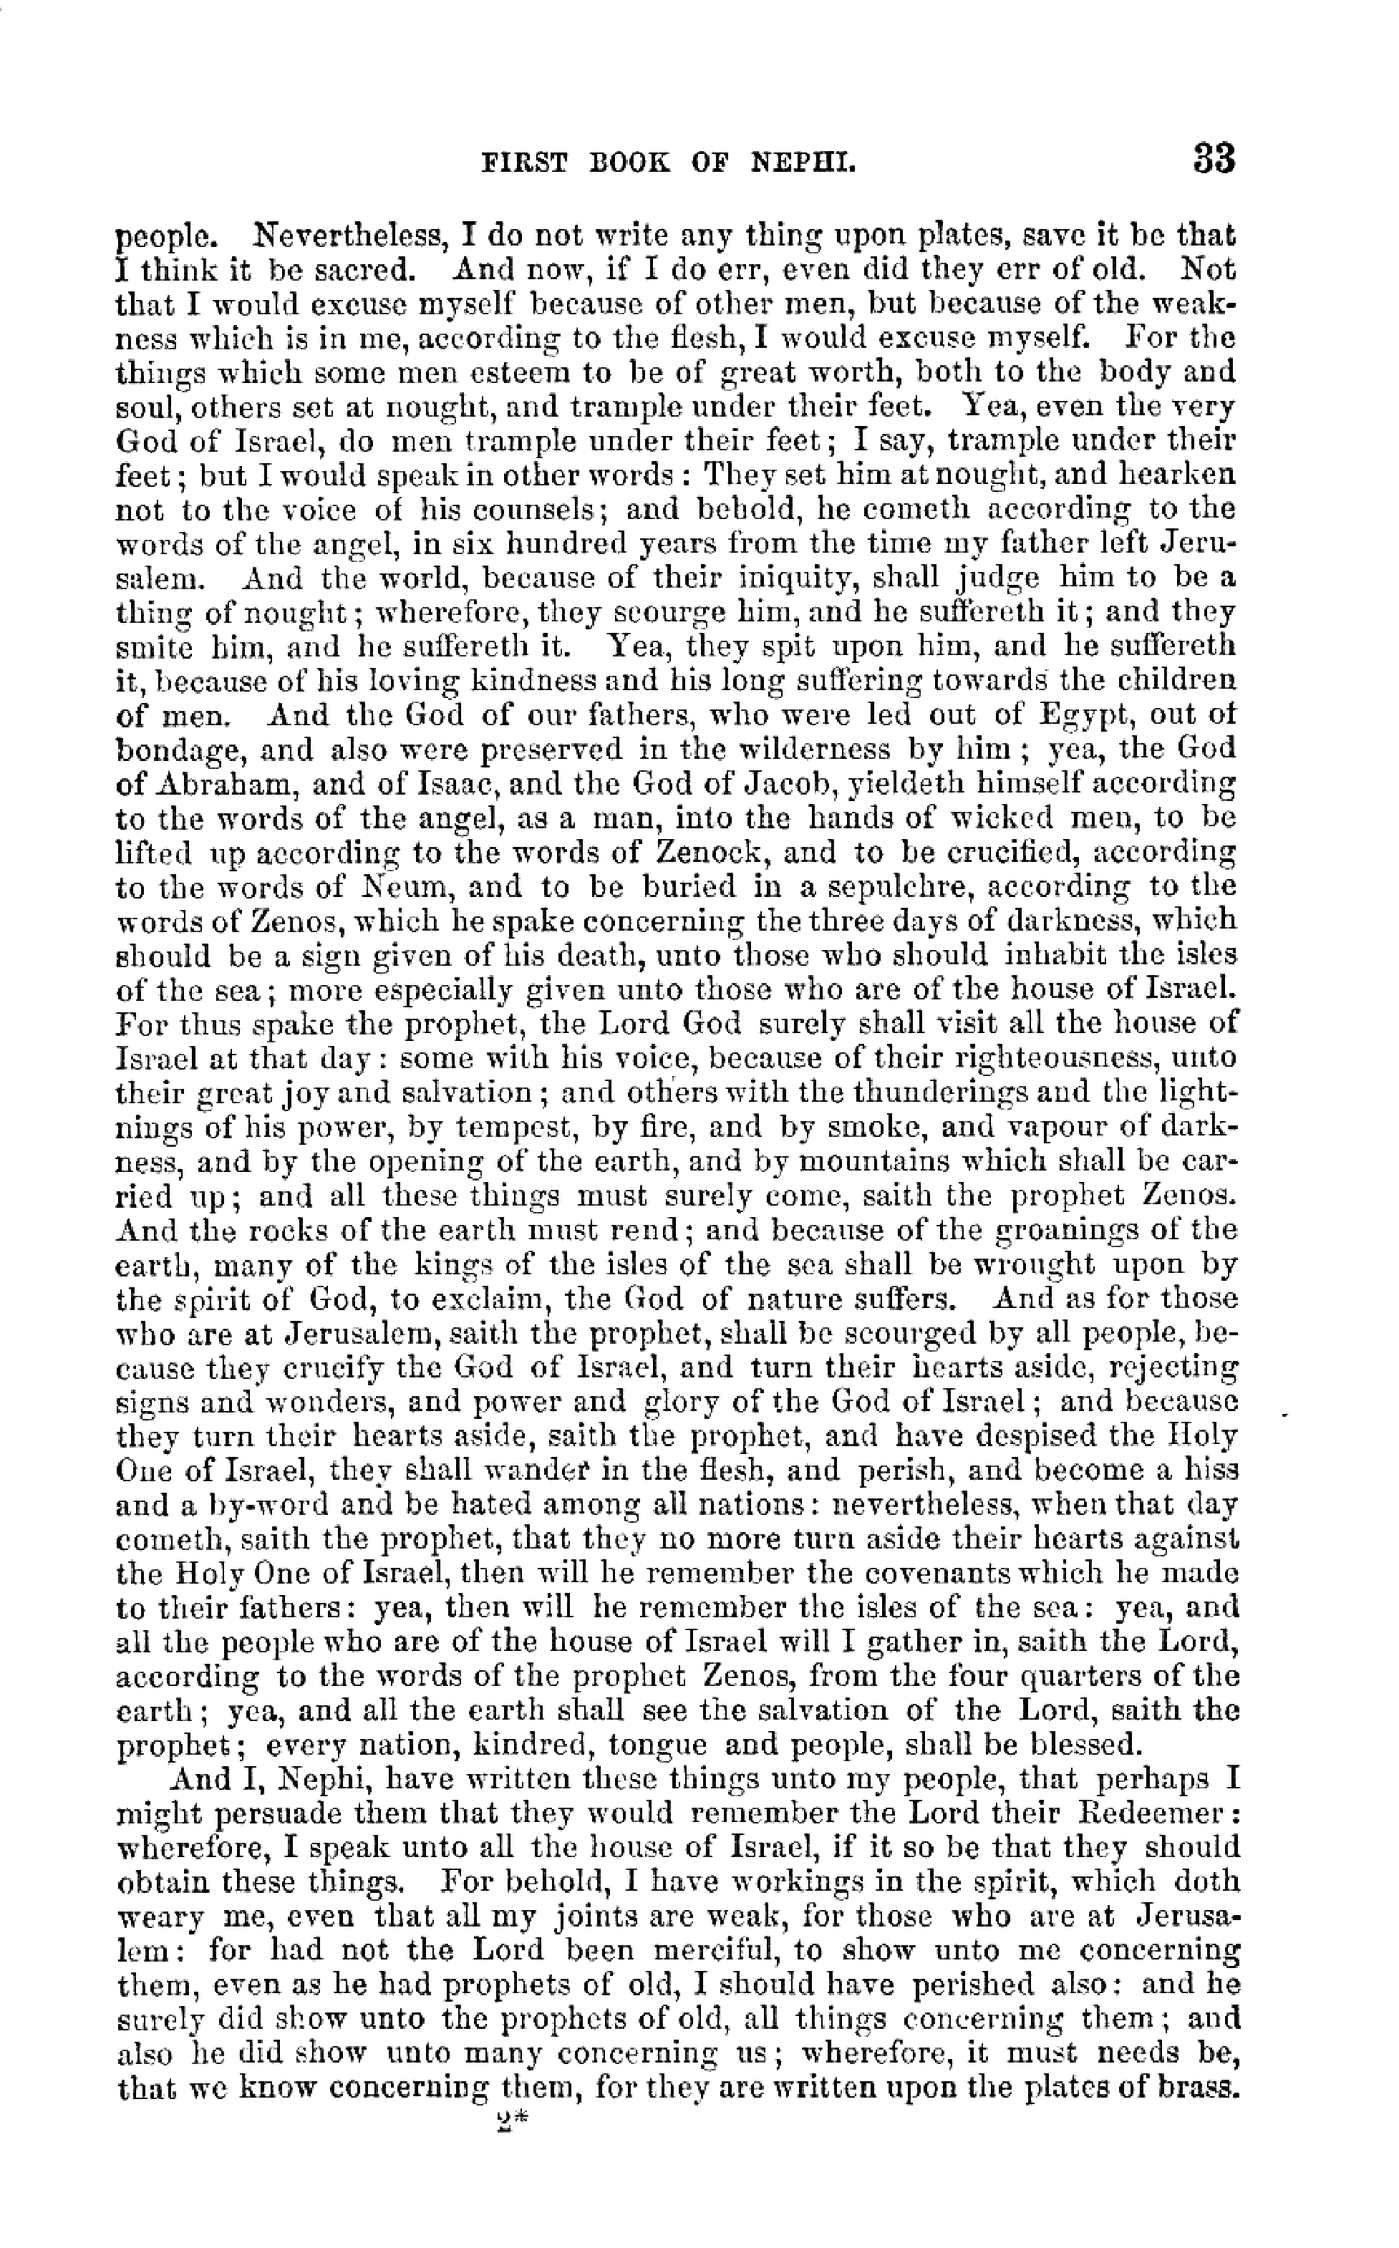 FIRST BOOK OF NEPHI. 33
people. Nevertheless, I do not write any thing upon plates, save it be that
I think it be sacred. And now, if I do err, even did they err of old. Not
that I would excuse myself because of other men, but because of the weak-
ness which is in me, according to the flesh, I would excuse myself. For the
things which some men esteem to be of great worth, both to the body and
soul, others set at nought, and trample under their feet. Yea, even the very
God of Israel, do men trample under their feet; I say, trample under their
feet; but I would speak in other words: They set him at nought, and hearken
not to the voice of his counsels; and behold, he cometh according to the
words of the angel, in six hundred years from the time my father left Jeru-
salem. And the world, because of their iniquity, shall judge him to be a
thing of nought; wherefore, they scourge him, and he suffereth it; and they
smite him, and he suffereth it. Yea, they spit upon him, and he suffereth
it, because of his loving kindness and his long suffering towards the children
of men. And the God of our fathers, who were led out of Egypt, out of
bondage, and also were preserved in the wilderness by him; yea, the God
of Abraham, and of Isaac, and the God of Jacob, yieldeth himself according
to the words of the angel, as a man, into the hands of wicked men, to be
lifted up according to the words of Zenock, and to be crucified, according
to the words of Neum, and to be buried in a sepulchre, according to the
words of Zenos, which he spake concerning the three days of darkness, which
should be a sign given of his death, unto those who should inhabit the isles
of the sea; more especially given unto those who are of the house of Israel.
For thus spake the prophet, the Lord God surely shall visit all the house of
Israel at that day: some with his voice, because of their righteousness, unto
their great joy and salvation; and others with the thunderings and the light-
nings of his power, by tempest, by fire, and by smoke, and vapour of dark-
ness, and by the opening of the earth, and by mountains which shall be car-
ried up; and all these things must surely come, saith the prophet Zenos.
And the rocks of the earth must rend; and because of the groanings of the
earth, many of the kings of the isles of the sea shall be wrought upon by
the spirit of God, to exclaim, the God of nature suffers. And as for those
who are at Jerusalem, saith the prophet, shall be scourged by all people, be-
cause they crucify the God of Israel, and turn their hearts aside, rejecting
signs and wonders, and power and glory of the God of Israel; and because
they turn their hearts aside, saith the prophet, and have despised the Holy
One of Israel, they shall wander in the flesh, and perish, and become a hiss
and a by-word and be hated among all nations: nevertheless, when that day
cometh, saith the prophet, that they no more turn aside their hearts against
the Holy One of Israel, then will he remember the covenants which he made
to their fathers: yea, then will he remember the isles of the sea: yea, and
all the people who are of the house of Israel will I gather in, saith the Lord,
according to the words of the prophet Zenos, from the four quarters of the
earth; yea, and all the earth shall see the salvation of the Lord, saith the
prophet; every nation, kindred, tongue and people, shall be blessed.
And I, Nephi, have written these things unto my people, that perhaps I
might persuade them that they would remember the Lord their Redeemer:
wherefore, I speak unto all the house of Israel, if it so be that they should
obtain these things. For behold, I have workings in the spirit, which doth
weary me, even that all my joints are weak, for those who are at Jerusa-
lem: for had not the Lord been merciful, to show unto me concerning
them, even as he had prophets of old, I should have perished also: and he
surely did show unto the prophets of old, all things concerning them; and
also he did show unto many concerning us; wherefore, it must needs be,
that we know concerning them, for they are written upon the plates of brass.
2*